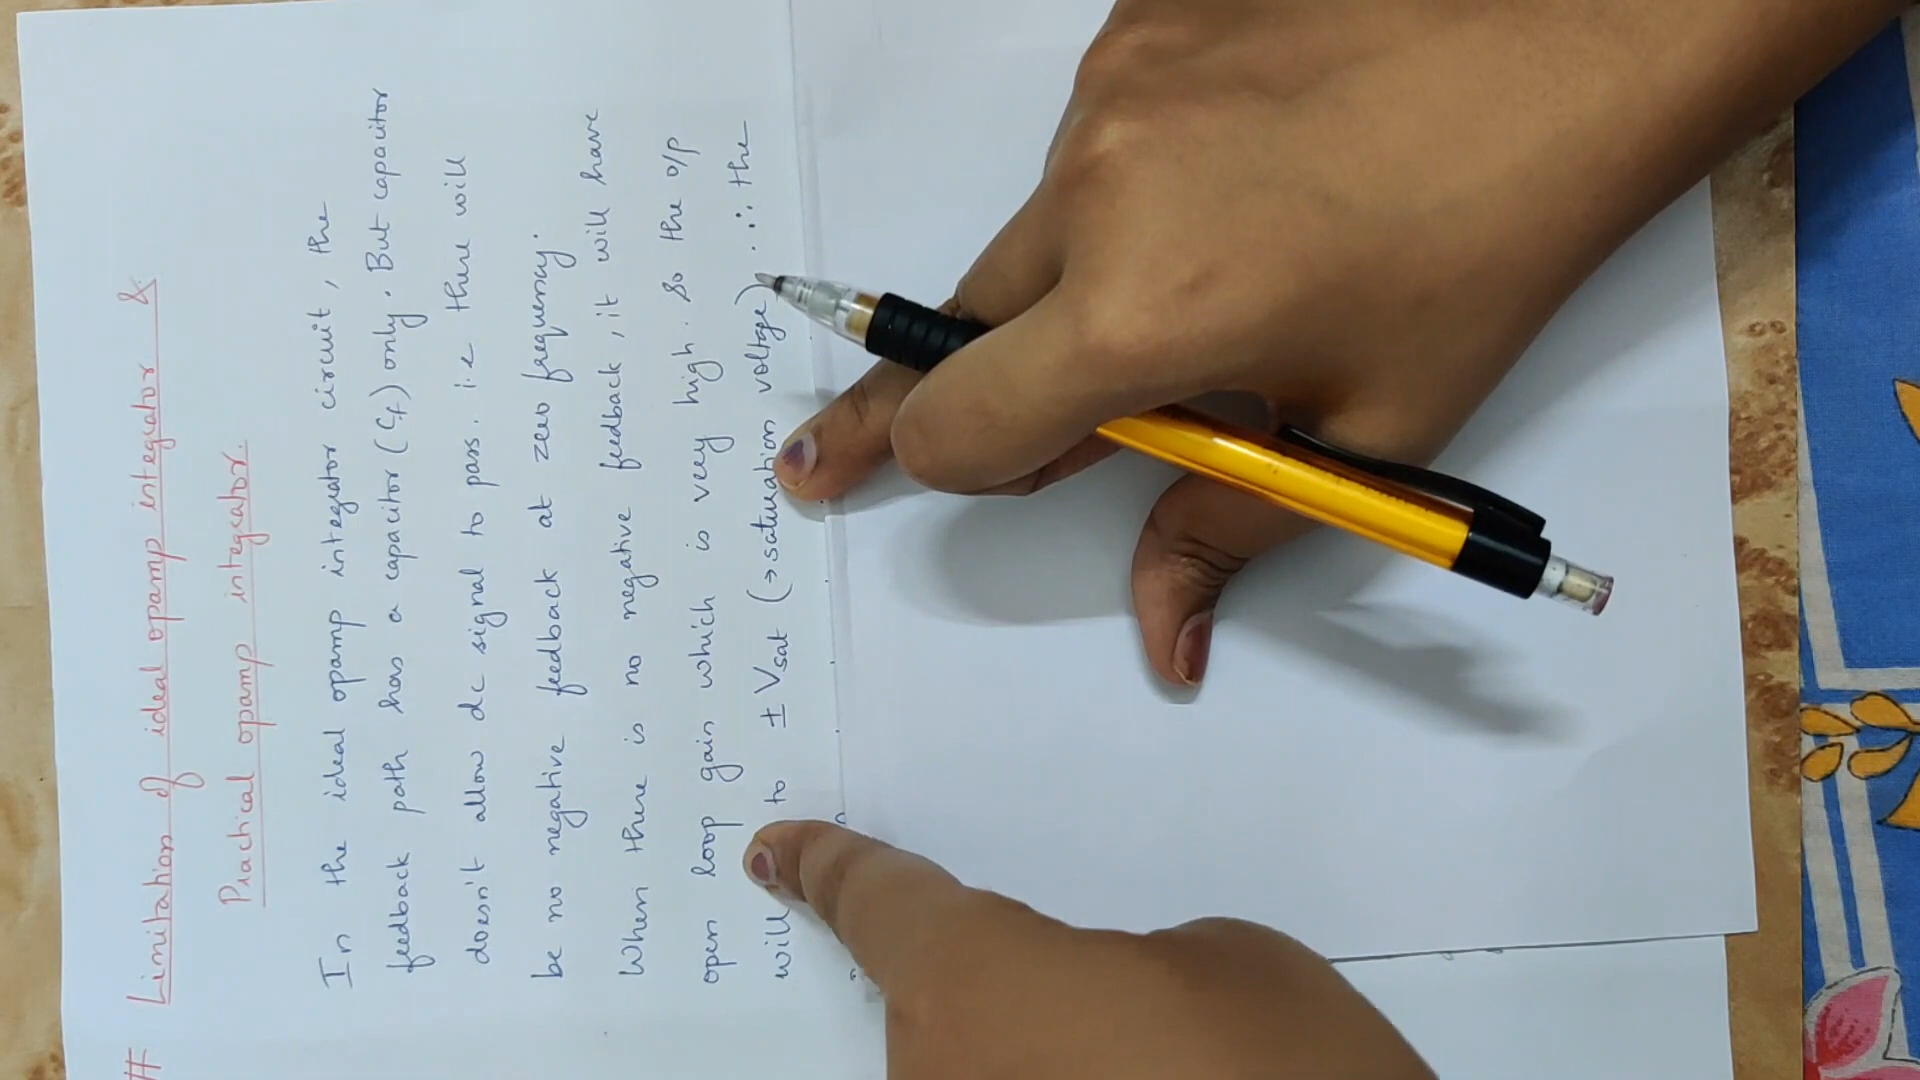 # Limitations of ideal opamp integrator &
Practical opamp integrator.
In the ideal opamp integrator circuit, the
feedback path has a capacitor (Cf) only. But capacitor
doesn't allow dc signal to pass. i.e there will
be no negative feedback at zero frequency.
When there is no negative feedback, it will have
open loop gain which is very high. So the o/p
will to ± Vsat (→saturation voltage). ∴ the